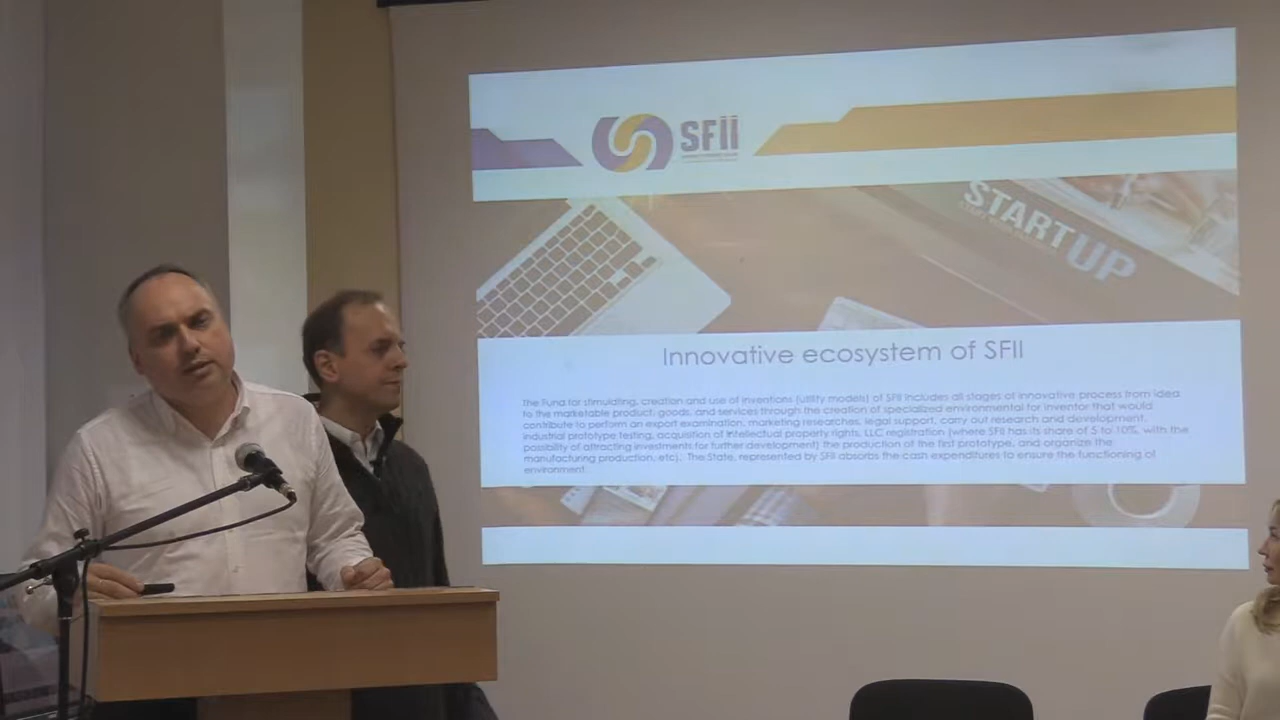 SFii
STARTUP
Innovative ecosystem of SFII
The Fund for stimulating, creation and use of inventions (utility models) of SFII includes all stages of innovative process from idea
to the marketable product, goods, and services through the creation of specialized environmental for inventor that would
contribute to perform an export examination, marketing researches, legal support, carry out research and development,
industrial prototype testing, acquisition of intellectual property rights, LLC registration (where SFII has its share of 5 to 10%, with the
possibility of attracting investments for further development) the production of the first prototype, and organize the
manufacturing production, etc). The State, represented by SFII absorbs the cash expenditures to ensure the functioning of
environment